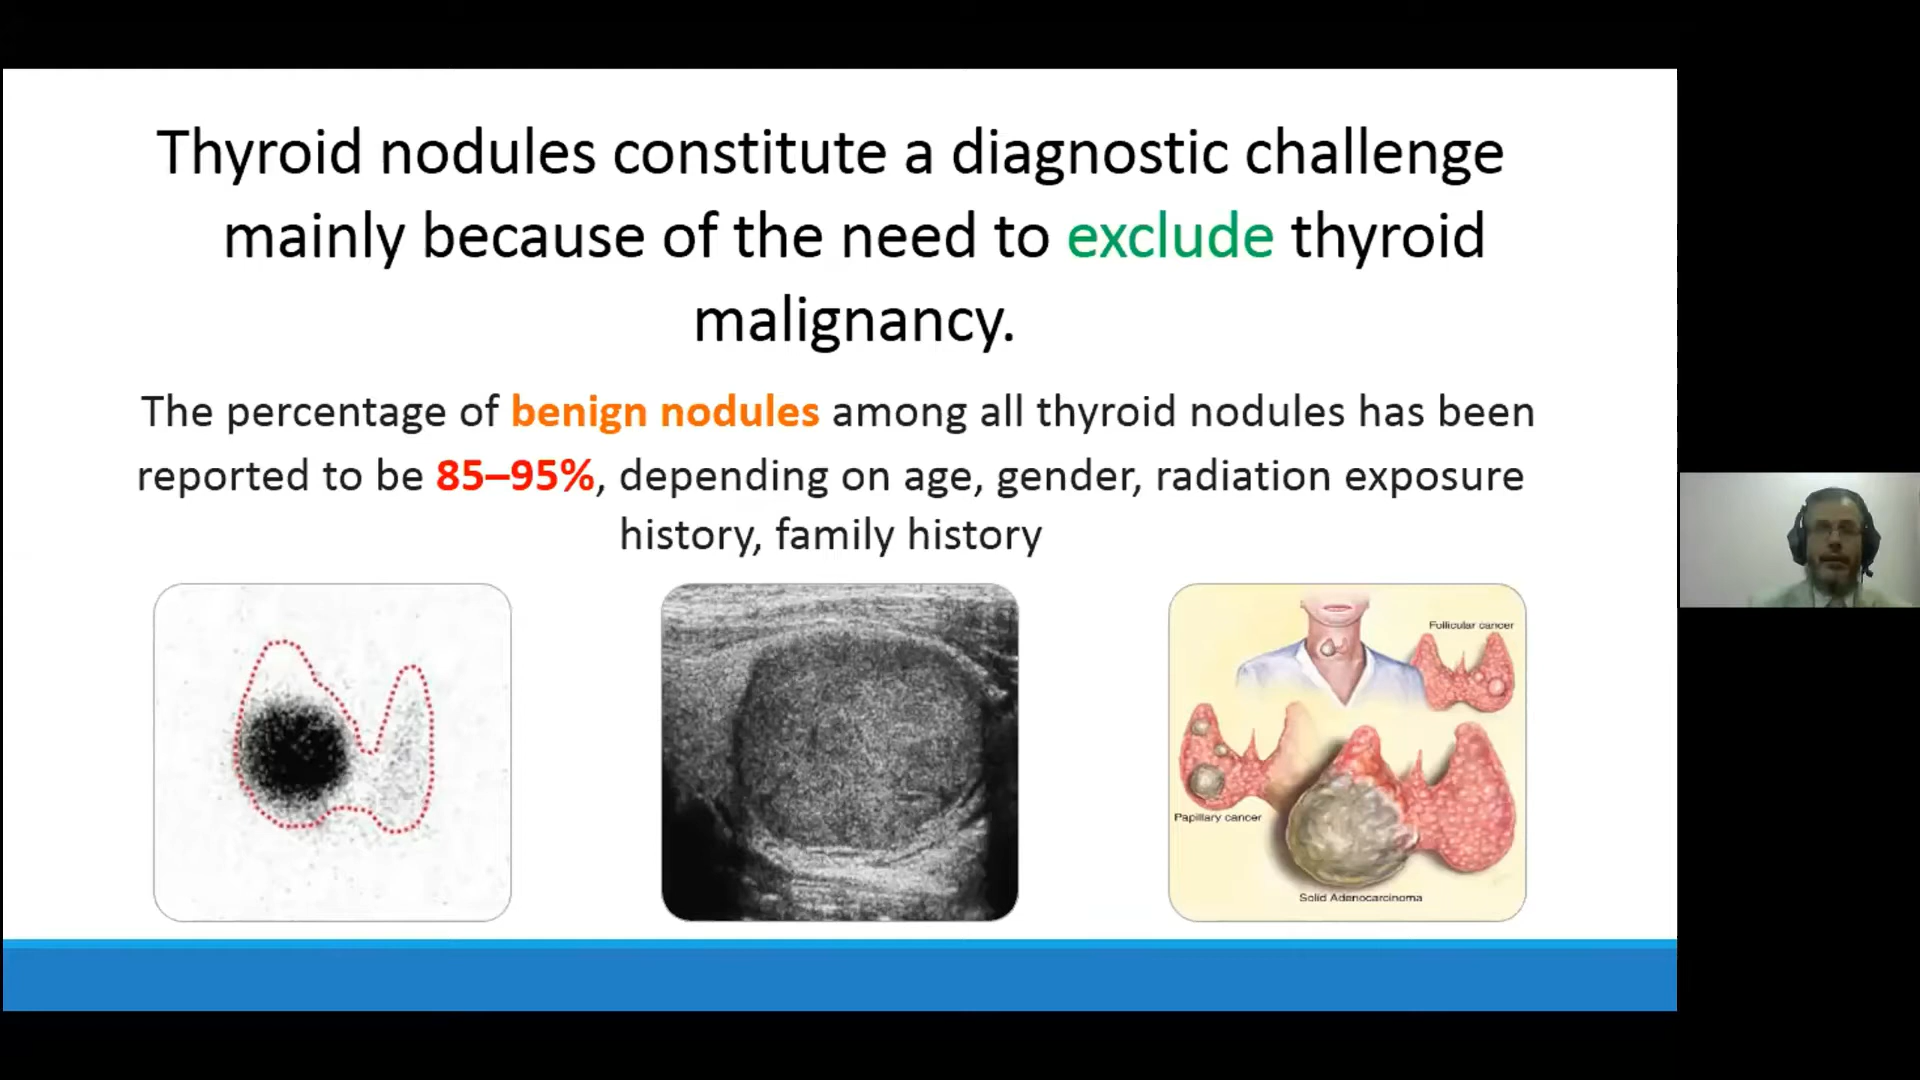 Thyroid nodules constitute a diagnostic challenge
mainly because of the need to exclude thyroid
malignancy.
The percentage of benign nodules among all thyroid nodules has been
reported to be 85–95%, depending on age, gender, radiation exposure
history, family history
Follicular cancer
Papillary cancer
Solid Adenocarcinoma